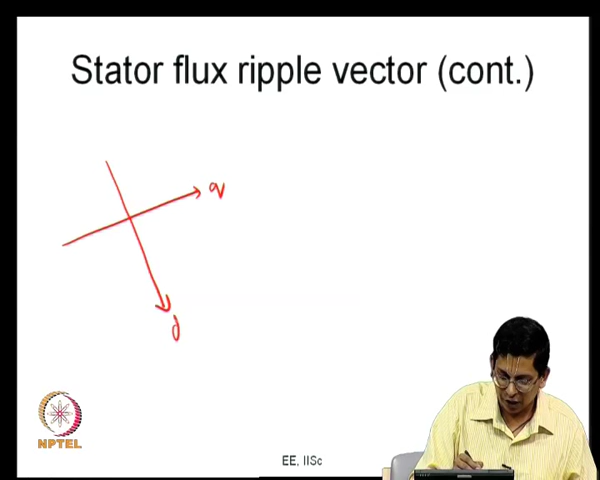 Stator flux ripple vector (cont.)
q
d
NPTEL
EE, IISc